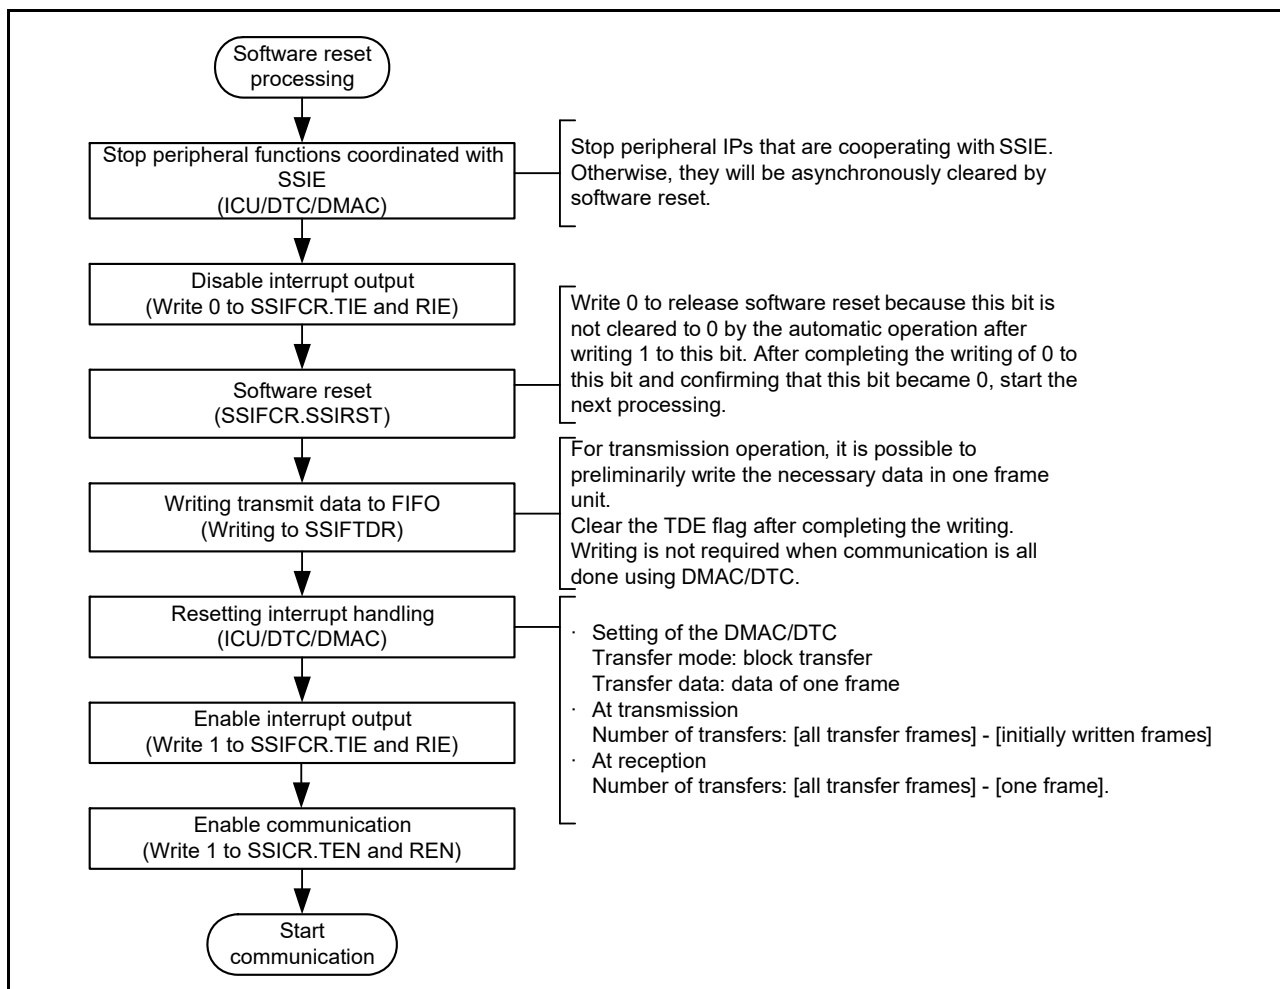 Software reset
processing
Stop peripheral functions coordinated with
SSIE
(ICU/DTC/DMAC)
Stop peripheral IPs that are cooperating with SSIE.
Otherwise, they will be asynchronously cleared by
software reset.
Disable interrupt output
(Write 0 to SSIFCR.TIE and RIE)
Software reset
(SSIFCR.SSIRST)
Write 0 to release software reset because this bit is
not cleared to 0 by the automatic operation after
writing 1 to this bit. After completing the writing of 0 to
this bit and confirming that this bit became 0, start the
next processing.
Writing transmit data to FIFO
(Writing to SSIFTDR)
For transmission operation, it is possible to
preliminarily write the necessary data in one frame
unit.
Clear the TDE flag after completing the writing.
Writing is not required when communication is all
done using DMAC/DTC.
Resetting interrupt handling
(ICU/DTC/DMAC)
· Setting of the DMAC/DTC
Transfer mode: block transfer
Transfer data: data of one frame
· At transmission
Number of transfers: [all transfer frames] - [initially written frames]
· At reception
Number of transfers: [all transfer frames] - [one frame].
Enable interrupt output
(Write 1 to SSIFCR.TIE and RIE)
Enable communication
(Write 1 to SSICR.TEN and REN)
Start
communication